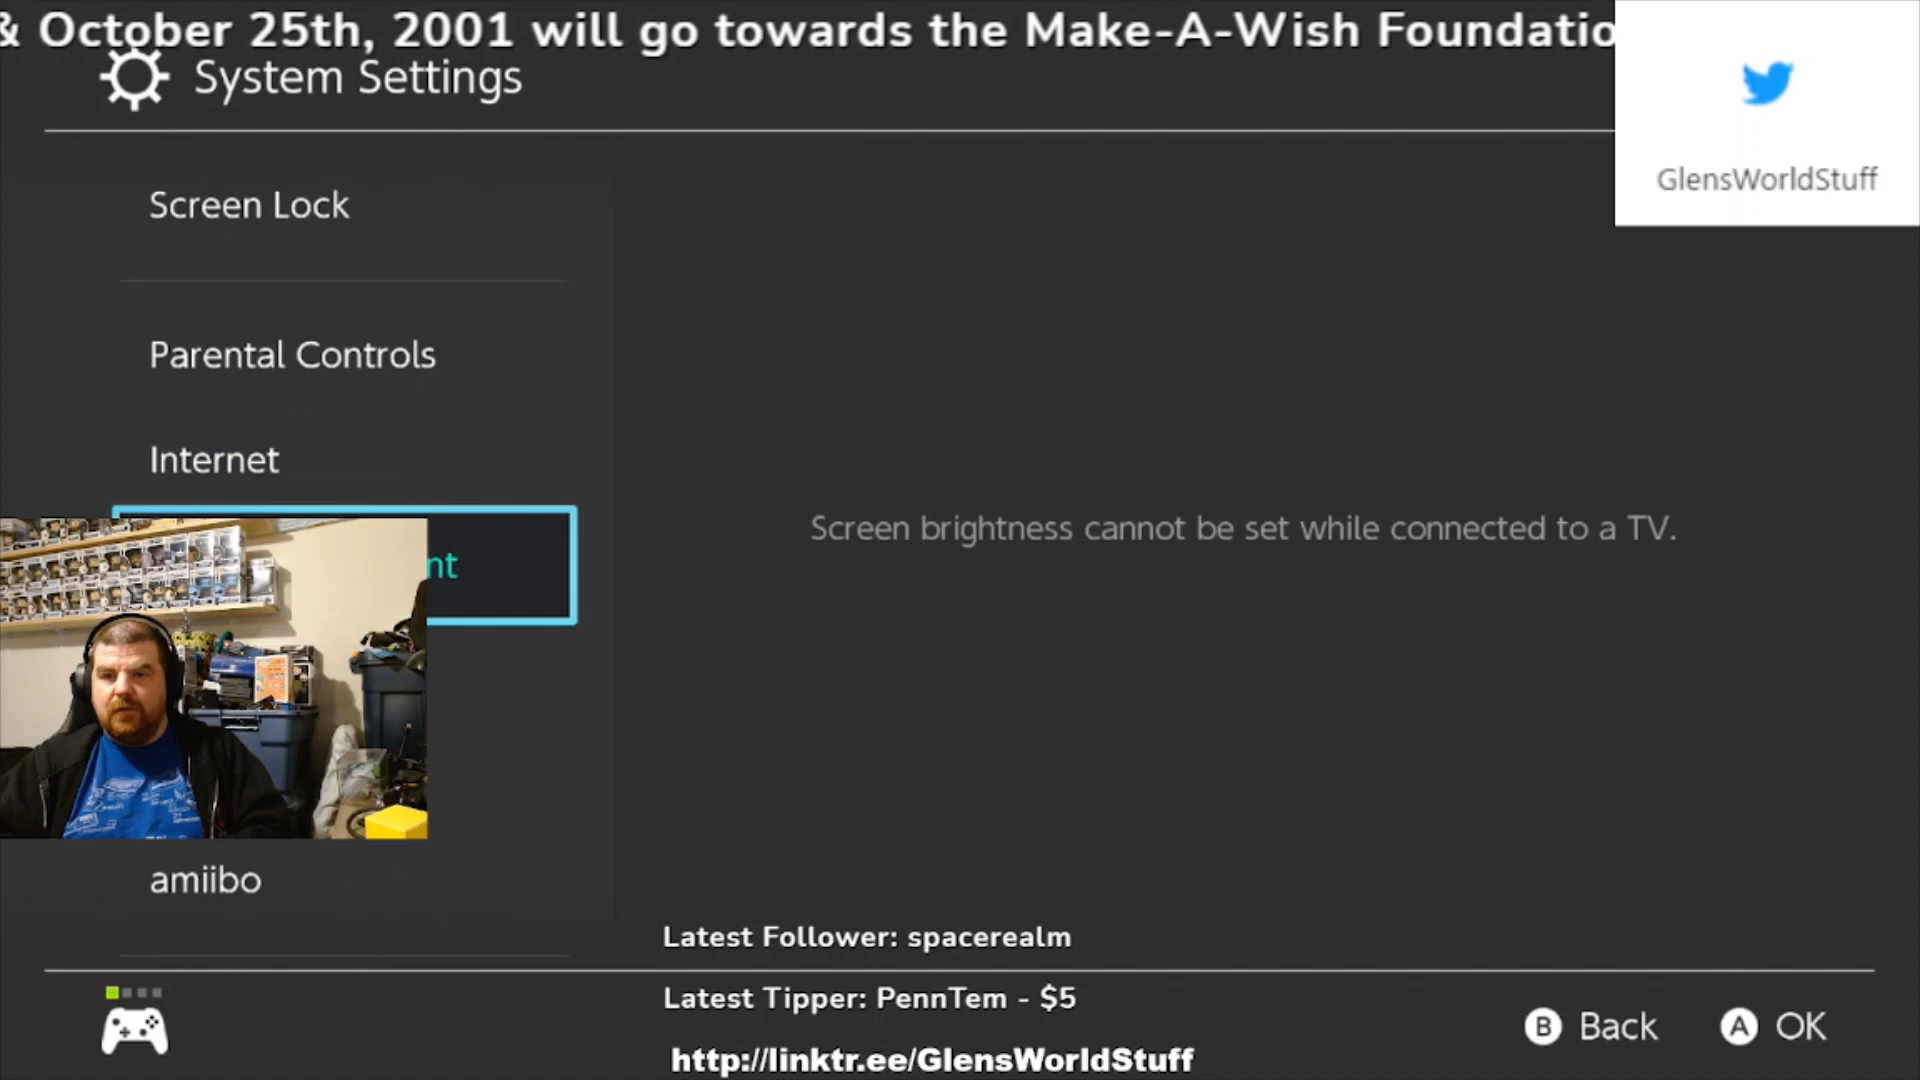 & October 25th, 2001 will go towards the Make-A-Wish Foundatio
System Settings
GlensWorldStuff
Screen Lock
Parental Controls
Internet
nt
Screen brightness cannot be set while connected to a TV.
amiibo
Latest Follower: spacerealm
Latest Tipper: PennTem - $5
B Back A OK
http://linktr.ee/GlensWorldStuff